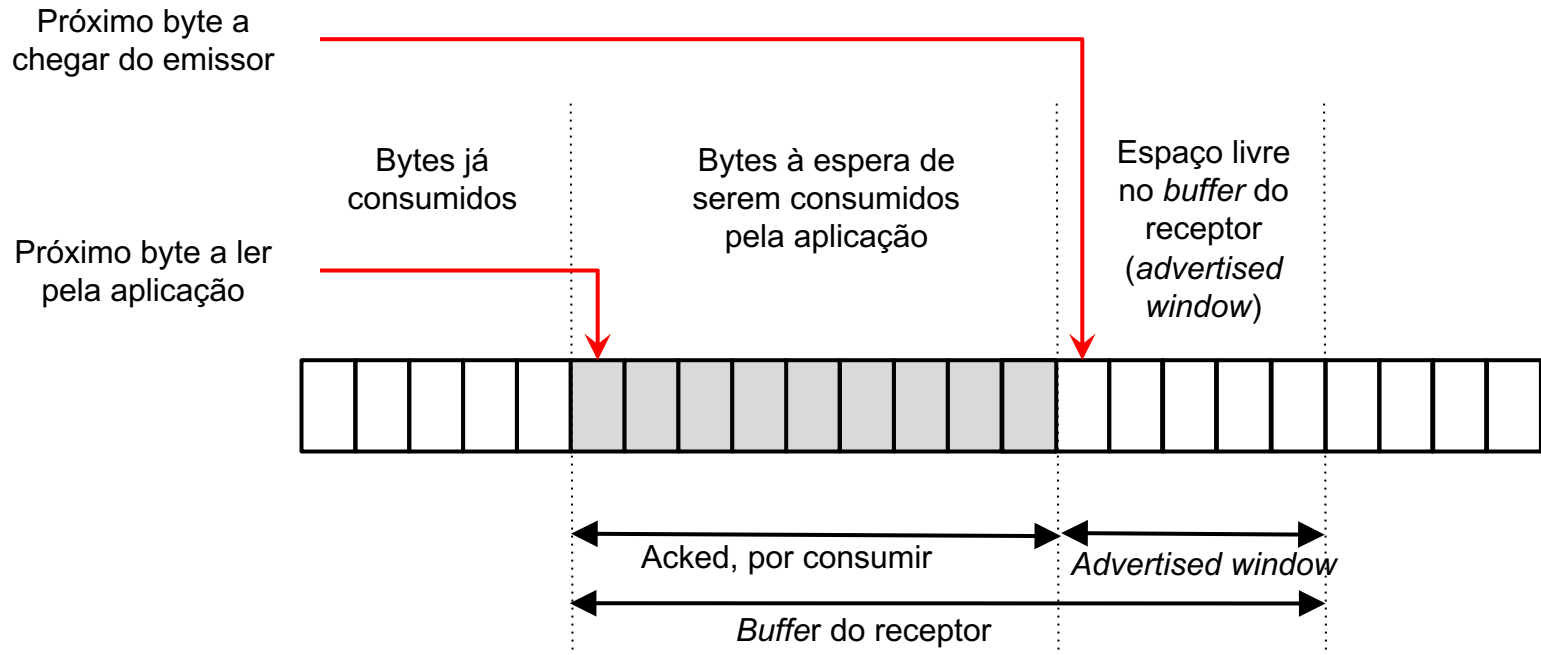 Próximo byte a
chegar do emissor
Bytes já
consumidos
Bytes à espera de
serem consumidos
pela aplicação
Espaço livre
no buffer do
receptor
(advertised
window)
Próximo byte a ler
pela aplicação
Acked, por consumir
Advertised window
Buffer do receptor